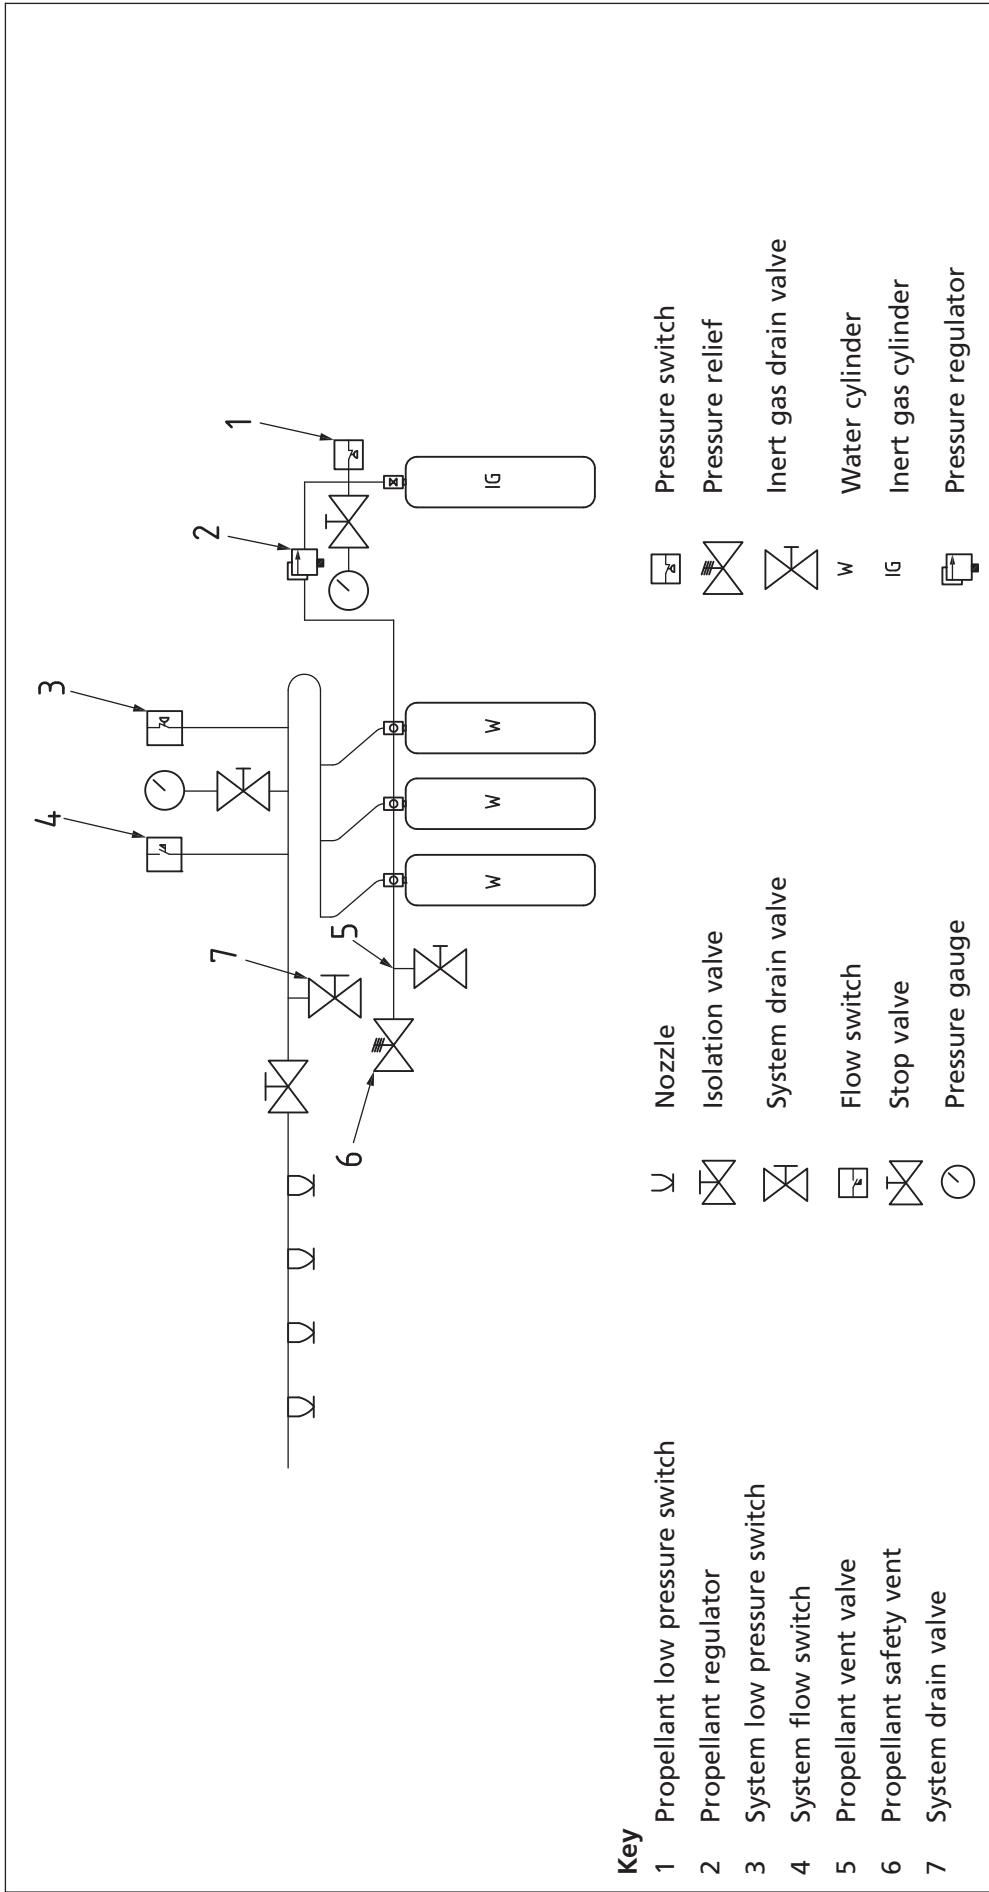 4
3
2
1
7
5
6
IG
W
W
W
Key
1 Propellant low pressure switch
2 Propellant regulator
3 System low pressure switch
4 System flow switch
5 Propellant vent valve
6 Propellant safety vent
7 System drain valve
Nozzle
Isolation valve
System drain valve
Flow switch
Stop valve
Pressure gauge
Pressure switch
Pressure relief
Inert gas drain valve
W Water cylinder
IG Inert gas cylinder
Pressure regulator